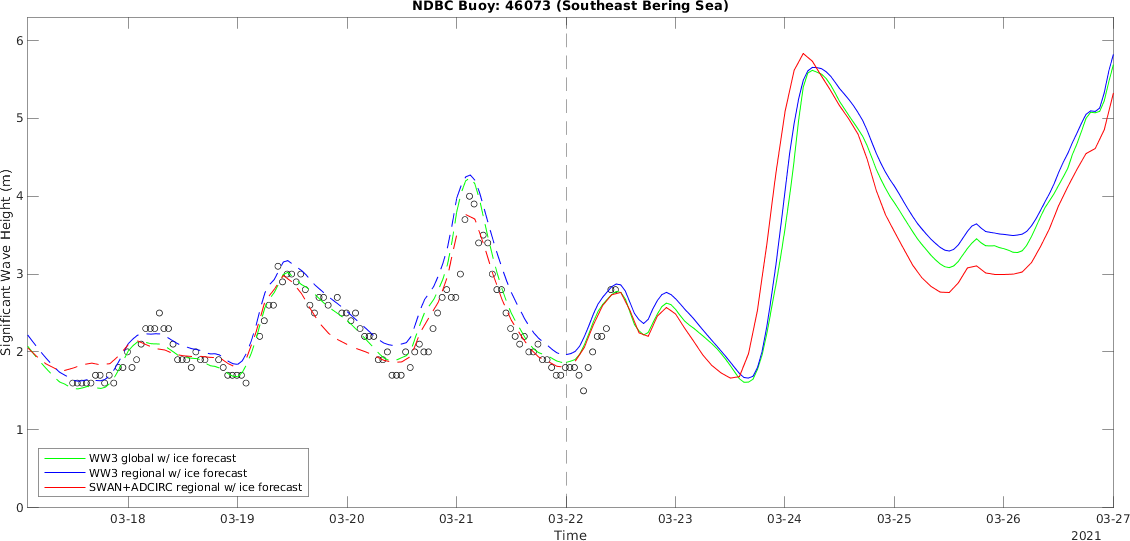 NDBC Buoy: 46073 (Southeast Bering Sea)
Significant Wave Height (m)
6
5
4
3
2
1
0
WW3 global w/ ice forecast
WW3 regional w/ ice forecast
SWAN+ADCIRC regional w/ ice forecast
03-18 03-19 03-20 03-21 03-22 03-23 03-24 03-25 03-26 03-27
Time
2021